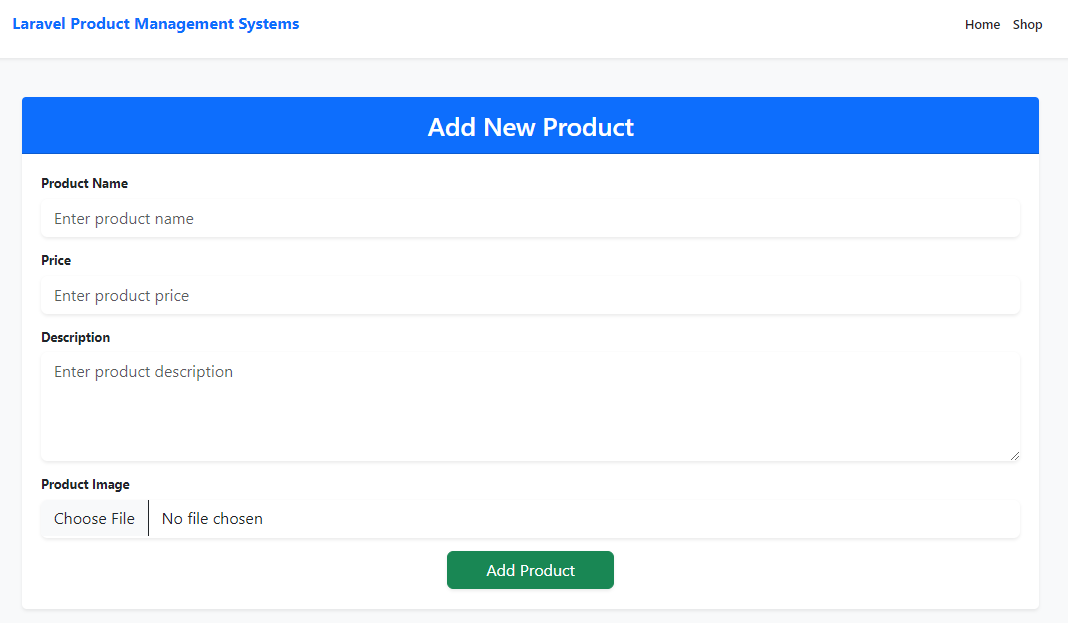 Laravel Product Management Systems
Home Shop
Add New Product
Product Name
Enter product name
Price
Enter product price
Description
Enter product description
Product Image
Choose File No file chosen
Add Product